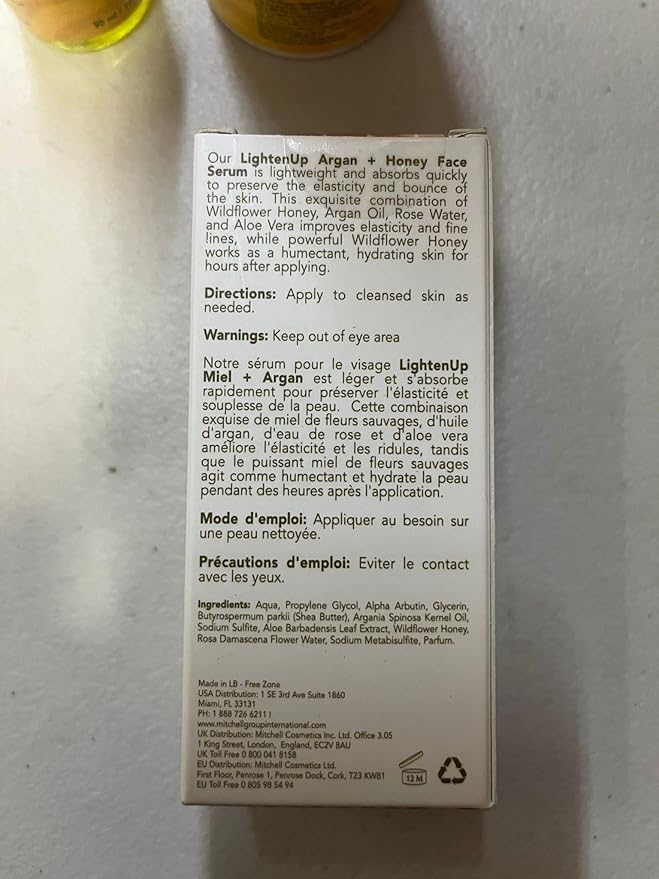 Our LightenUp Argan + Honey Face
Serum is lightweight and absorbs quickly
to preserve the elasticity and bounce of
the skin. This exquisite combination of
Wildflower Honey, Argan Oil, Rose Water,
and Aloe Vera improves elasticity and fine
lines, while powerful Wildflower Honey
works as a humectant, hydrating skin for
hours after applying.
Directions: Apply to cleansed skin as
needed.
Warnings: Keep out of eye area
Notre sérum pour le visage LightenUp
Miel + Argan est léger et s'absorbe
rapidement pour préserver l'élasticité et
souplesse de la peau. Cette combinaison
exquise de miel de fleurs sauvages, d'huile
d'argan, d'eau de rose et d'aloe vera
améliore l'élasticité et les ridules, tandis
que le puissant miel de fleurs sauvages
agit comme humectant et hydrate la peau
pendant des heures après l'application.
Mode d'emploi: Appliquer au besoin sur
une peau nettoyée.
Précautions d'emploi: Eviter le contact
avec les yeux.
Ingredients: Aqua, Propylene Glycol, Alpha Arbutin, Glycerin,
Butyrospermum parkii (Shea Butter), Argania Spinosa Kernel Oil,
Sodium Sulfite, Aloe Barbadensis Leaf Extract, Wildflower Honey,
Rosa Damascena Flower Water, Sodium Metabisulfite, Parfum.
Made in LB - Free Zone
USA Distribution: 1 SE 3rd Ave Suite 1860
Miami, FL 33131
PH: 1 888 726 6211 |
www.mitchellgroupinternational.com
UK Distribution: Mitchell Cosmetics Inc. Ltd. Office 3.05
1 King Street, London, England, EC2V 8AU
UK Toll Free 0 800 041 8158
EU Distribution: Mitchell Cosmetics Ltd.
First Floor, Penrose 1, Penrose Dock, Cork, T23 KW81
EU Toll Free 0 805 98 54 94
12 M